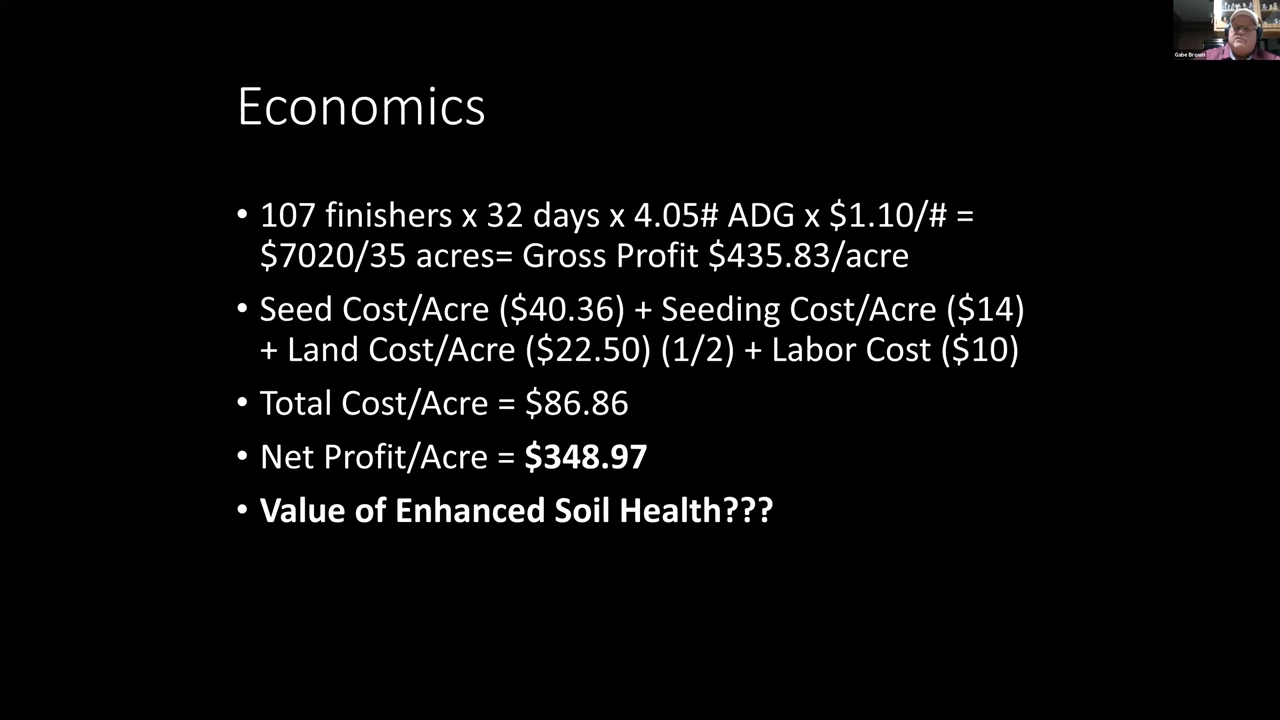 Economics
• 107 finishers x 32 days x 4.05# ADG x $1.10/# =
$7020/35 acres= Gross Profit $435.83/acre
• Seed Cost/Acre ($40.36) + Seeding Cost/Acre ($14)
+ Land Cost/Acre ($22.50) (1/2) + Labor Cost ($10)
• Total Cost/Acre = $86.86
• Net Profit/Acre = $348.97
• Value of Enhanced Soil Health???
Gabe Brown